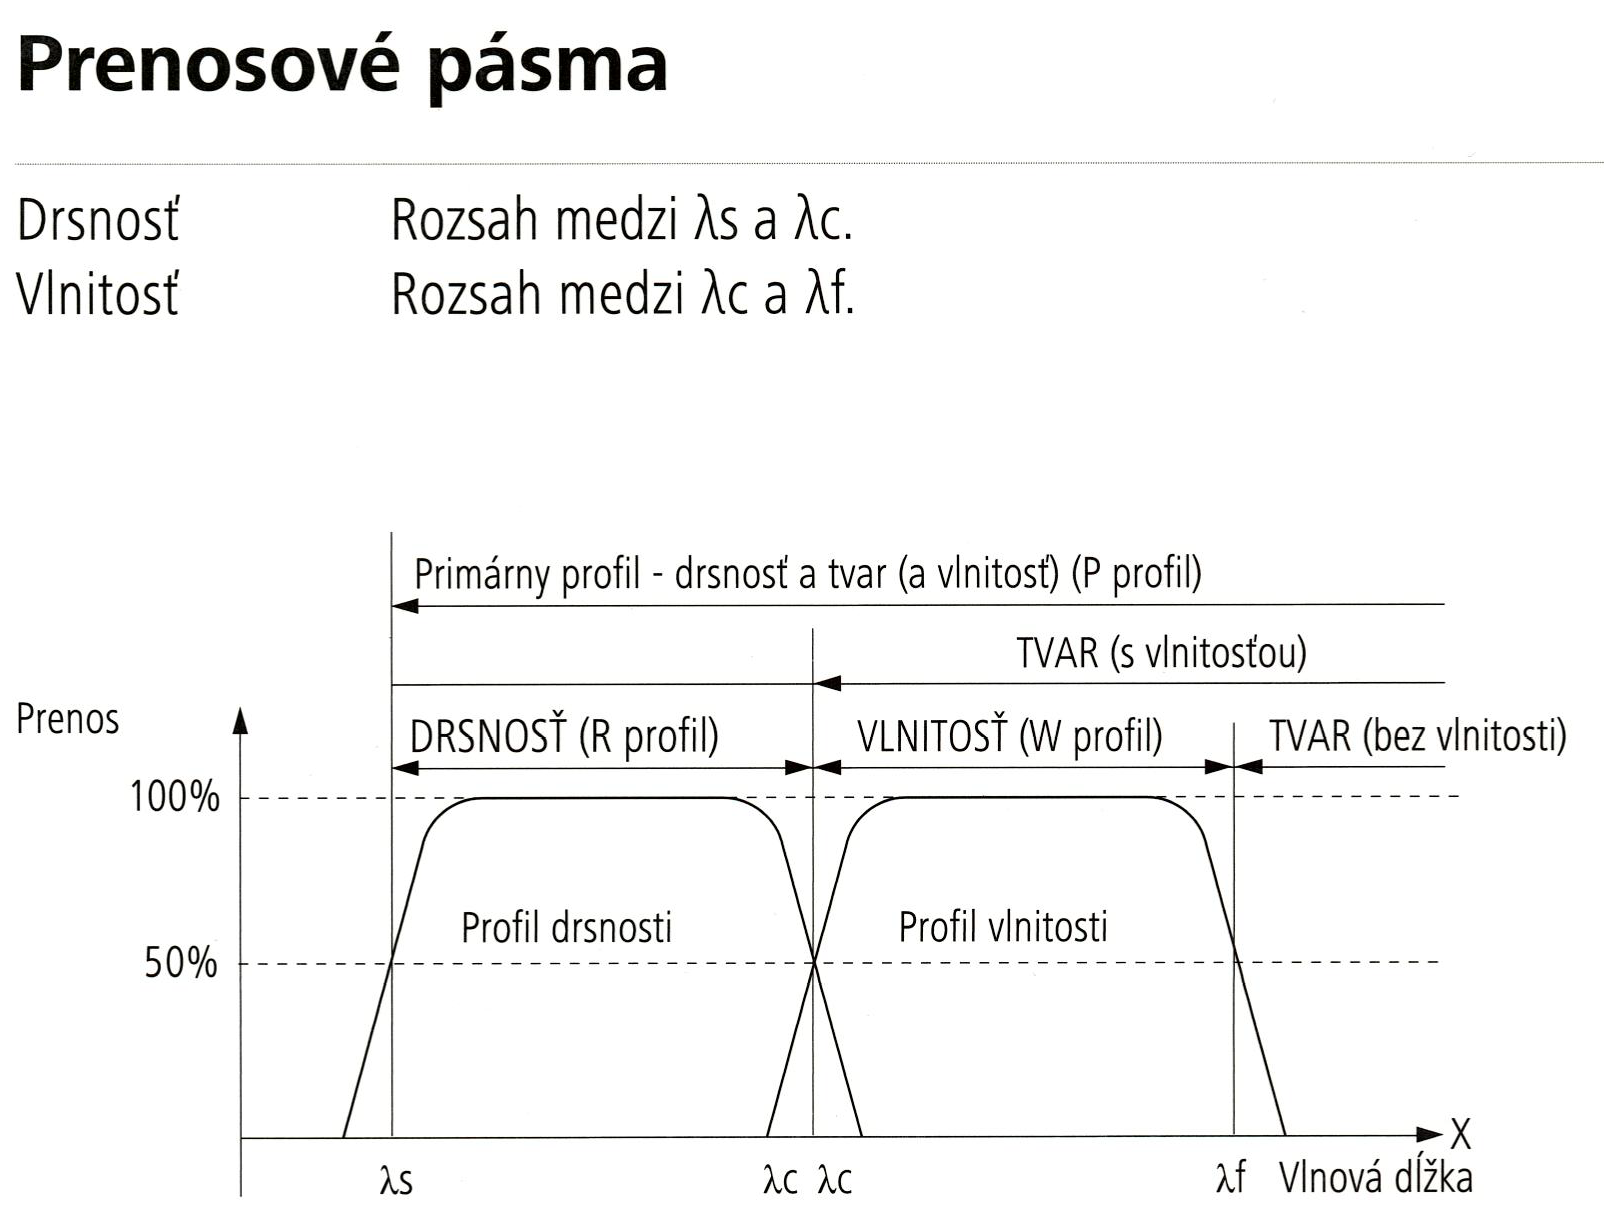 Prenosové pásma
Drsnosť Rozsah medzi λs a λc.
Vlnitosť Rozsah medzi λc a λf.
Primárny profil - drsnosť a tvar (a vlnitosť) (P profil)
TVAR (s vlnitosťou)
Prenos
DRSNOSŤ (R profil) VLNITOSŤ (W profil) TVAR (bez vlnitosti)
100%
Profil drsnosti Profil vlnitosti
50%
X
λs λc λc λf Vlnová dĺžka